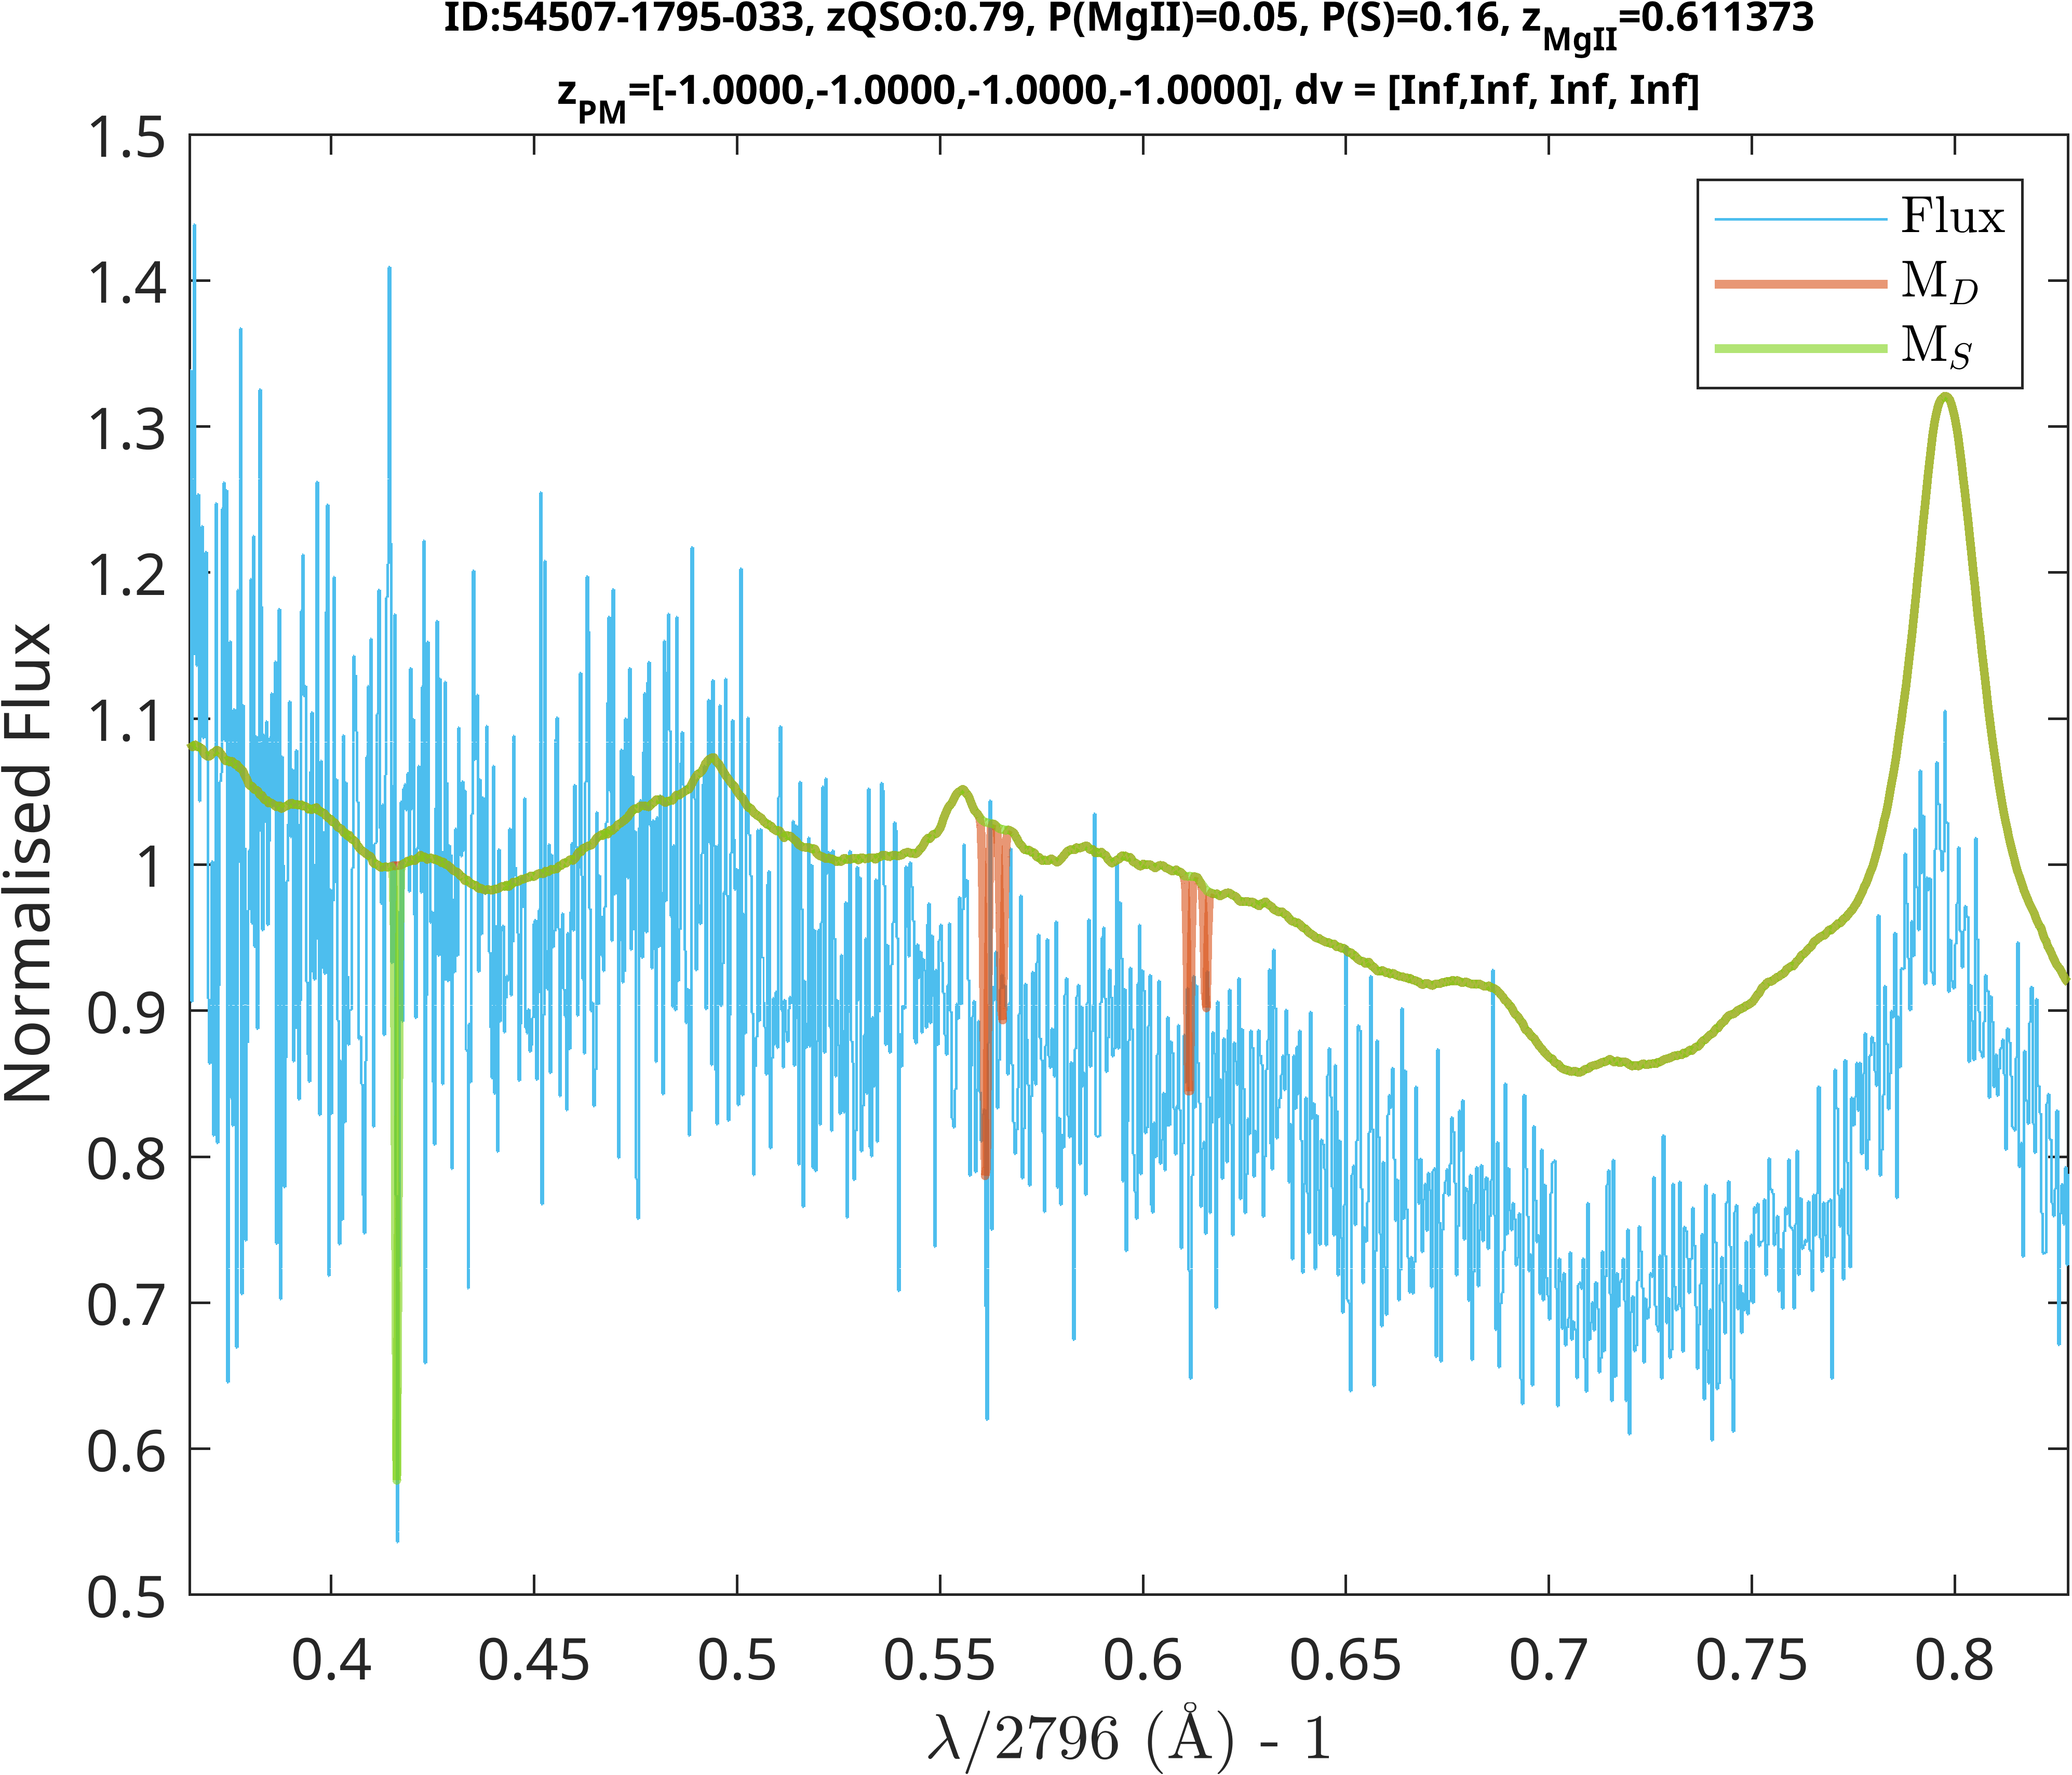 ID:54507-1795-033, zQSO:0.79, P(MgII)=0.05, P(S)=0.16, zMgII=0.611373
zPM=[-1.0000,-1.0000,-1.0000,-1.0000], dv = [Inf,Inf, Inf, Inf]
1.5
1.4
1.3
1.2
1.1
1
0.9
0.8
0.7
0.6
0.5
Normalised Flux
Flux
MD
MS
0.4 0.45 0.5 0.55 0.6 0.65 0.7 0.75 0.8
λ/2796 (Å) - 1